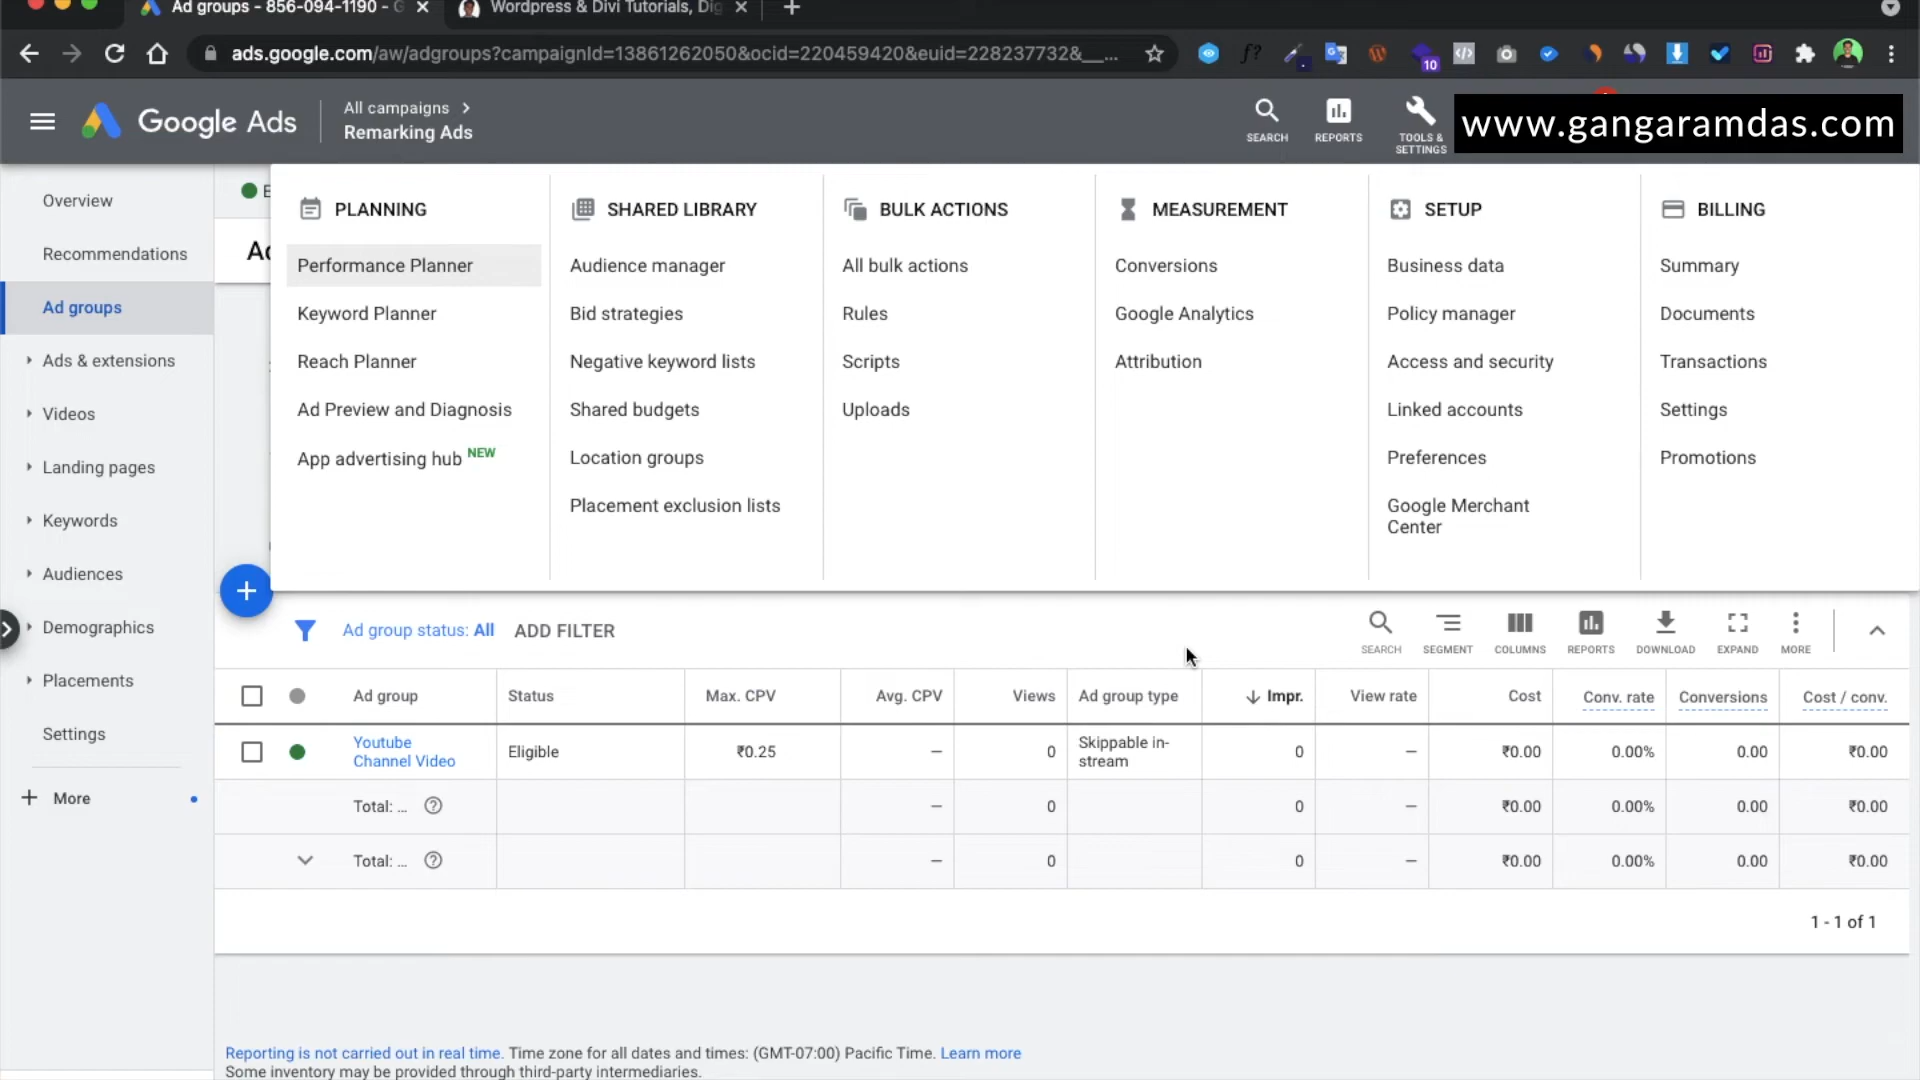 Ad groups - 856-094-1190 - G
Wordpress & Divi Tutorials, Dig
ads.google.com/aw/adgroups?campaignId=13861262050&ocid=220459420&euid=228237732&__...
10
Google Ads
All campaigns
Remarking Ads
SEARCH
REPORTS
TOOLS &
SETTINGS
www.gangaramdas.com
Overview
Recommendations
Ad groups
Ads & extensions
Videos
Landing pages
Keywords
Audiences
Demographics
Placements
Settings
More
PLANNING
Performance Planner
Keyword Planner
Reach Planner
Ad Preview and Diagnosis
App advertising hub NEW
SHARED LIBRARY
Audience manager
Bid strategies
Negative keyword lists
Shared budgets
Location groups
Placement exclusion lists
BULK ACTIONS
All bulk actions
Rules
Scripts
Uploads
MEASUREMENT
Conversions
Google Analytics
Attribution
SETUP
Business data
Policy manager
Access and security
Linked accounts
Preferences
Google Merchant
Center
BILLING
Summary
Documents
Transactions
Settings
Promotions
Ad group status: All
ADD FILTER
SEARCH
SEGMENT
COLUMNS
REPORTS
DOWNLOAD
EXPAND
MORE
Ad group Status Max. CPV Avg. CPV Views Ad group type Impr. View rate Cost Conv. rate Conversions Cost / conv.
Youtube
Channel Video
Eligible ₹0.25 — 0
Skippable in-
stream
0 — ₹0.00 0.00% 0.00 ₹0.00
Total: ... — 0 0 — ₹0.00 0.00% 0.00 ₹0.00
Total: ... — 0 0 — ₹0.00 0.00% 0.00 ₹0.00
1 - 1 of 1
Reporting is not carried out in real time. Time zone for all dates and times: (GMT-07:00) Pacific Time. Learn more
Some inventory may be provided through third-party intermediaries.